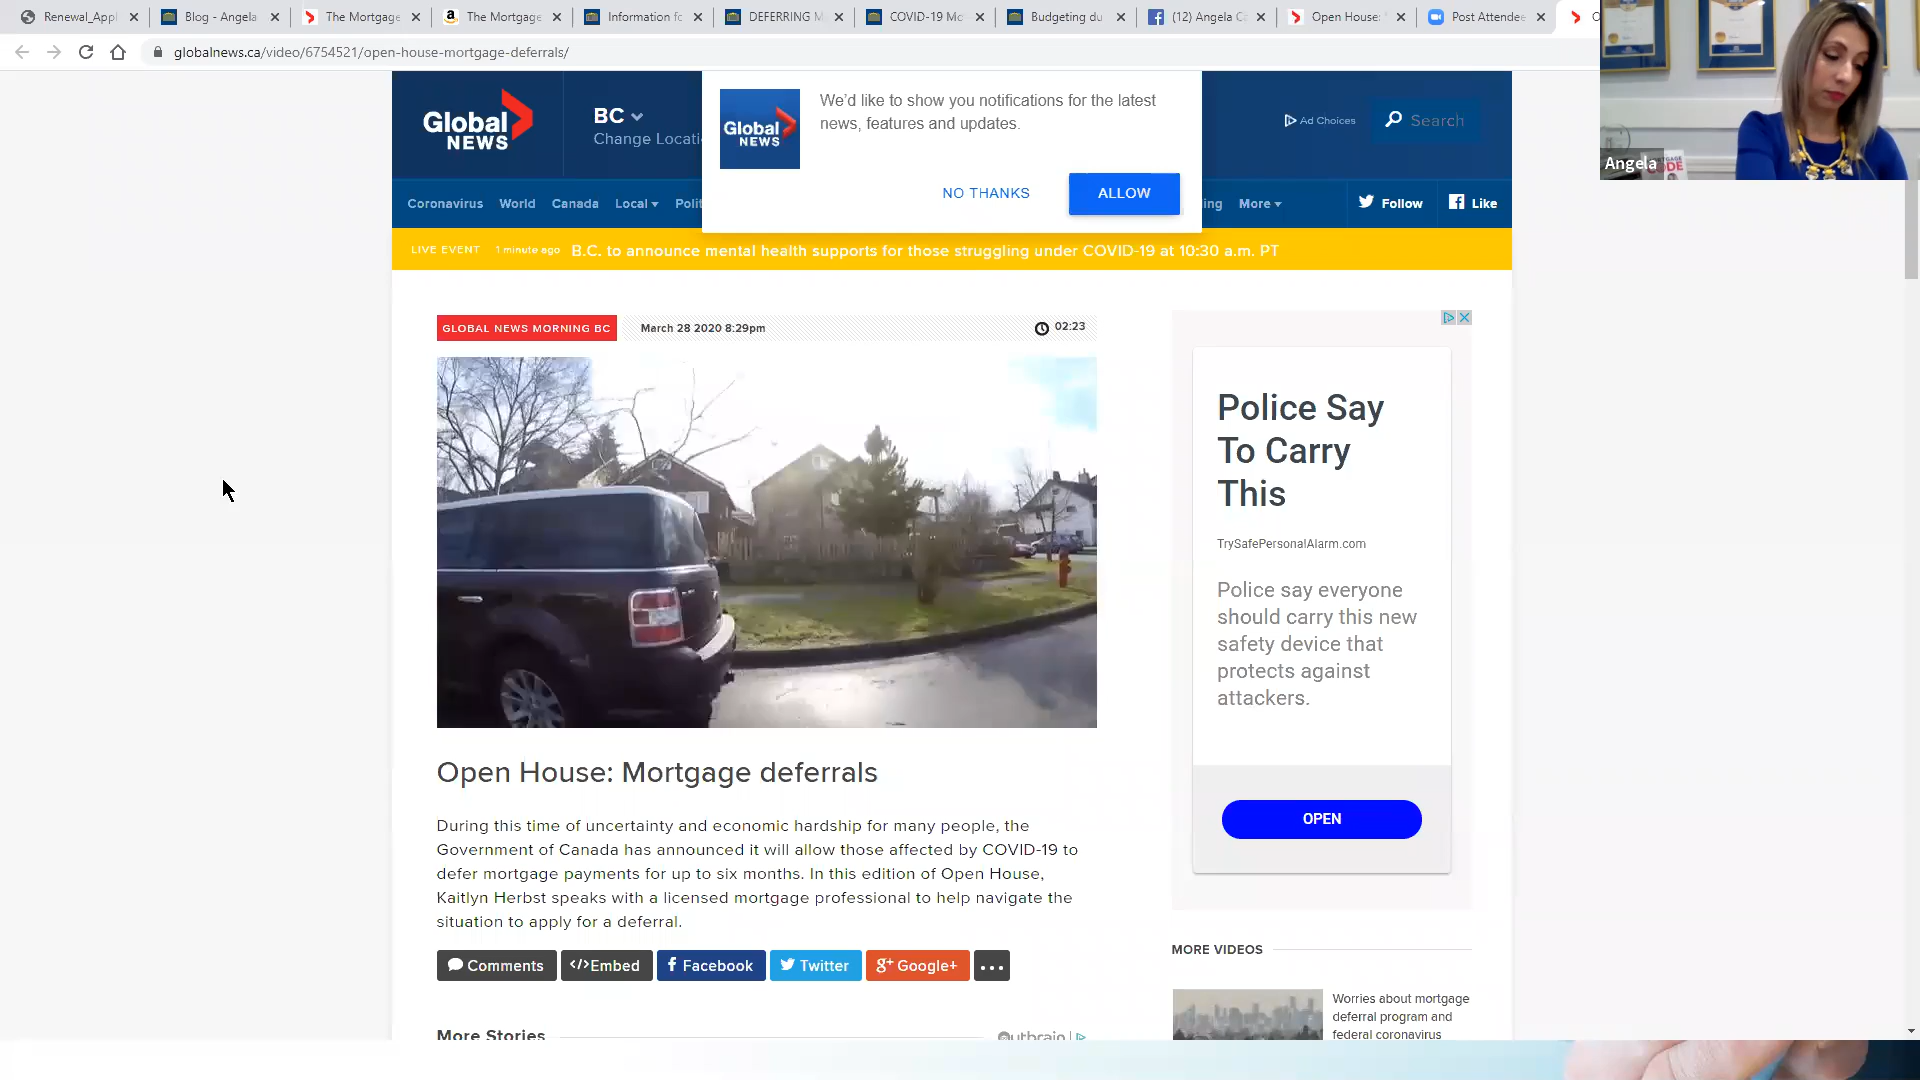 Renewal_Appl
Blog - Angela
The Mortgage
The Mortgage
Information fo
DEFERRING M
COVID-19 Mo
Budgeting du
(12) Angela Ca
Open House:
Post Attendee
globalnews.ca/video/6754521/open-house-mortgage-deferrals/
Global
NEWS
BC
Change Locati
Global
NEWS
We'd like to show you notifications for the latest
news, features and updates.
NO THANKS
ALLOW
Ad Choices
Search
Angela
CODE
Coronavirus
World
Canada
Local
Polit
ing
More
Follow
Like
LIVE EVENT 1 minute ago B.C. to announce mental health supports for those struggling under COVID-19 at 10:30 a.m. PT
GLOBAL NEWS MORNING BC
March 28 2020 8:29pm
02:23
Police Say
To Carry
This
TrySafePersonalAlarm.com
Police say everyone
should carry this new
safety device that
protects against
attackers.
OPEN
Open House: Mortgage deferrals
During this time of uncertainty and economic hardship for many people, the
Government of Canada has announced it will allow those affected by COVID-19 to
defer mortgage payments for up to six months. In this edition of Open House,
Kaitlyn Herbst speaks with a licensed mortgage professional to help navigate the
situation to apply for a deferral.
Comments
</>Embed
Facebook
Twitter
Google+
...
MORE VIDEOS
Worries about mortgage
deferral program and
federal coronavirus
More Stories
outbrain